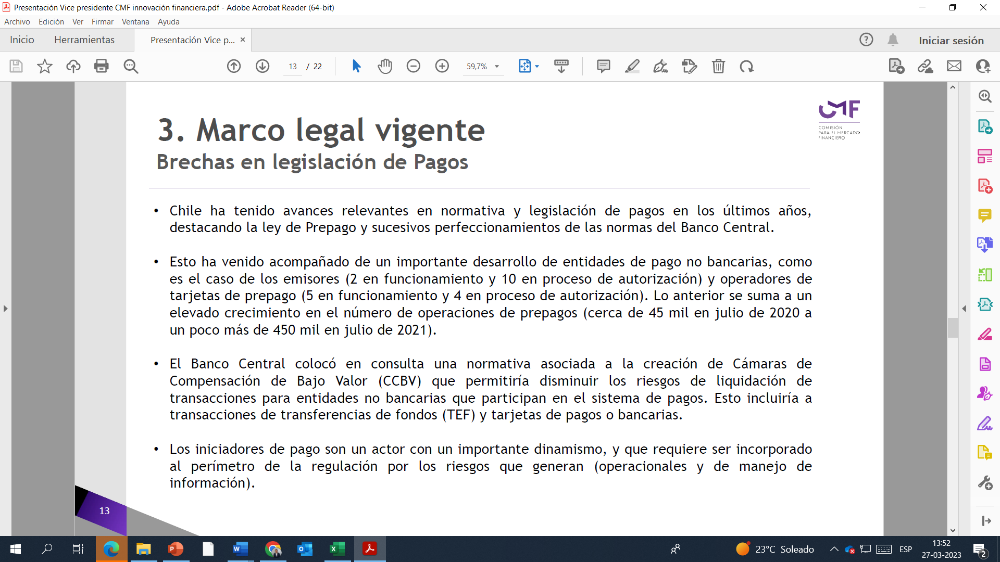 Presentación Vice presidente CMF innovación financiera.pdf - Adobe Acrobat Reader (64-bit)
Archivo Edición Ver Firmar Ventana Ayuda
Inicio Herramientas Presentación Vice p... × Iniciar sesión
13 / 22 59,7%
CMF
COMISIÓN
PARA EL MERCADO
FINANCIERO
3. Marco legal vigente
Brechas en legislación de Pagos
• Chile ha tenido avances relevantes en normativa y legislación de pagos en los últimos años,
destacando la ley de Prepago y sucesivos perfeccionamientos de las normas del Banco Central.
• Esto ha venido acompañado de un importante desarrollo de entidades de pago no bancarias, como
es el caso de los emisores (2 en funcionamiento y 10 en proceso de autorización) y operadores de
tarjetas de prepago (5 en funcionamiento y 4 en proceso de autorización). Lo anterior se suma a un
elevado crecimiento en el número de operaciones de prepagos (cerca de 45 mil en julio de 2020 a
un poco más de 450 mil en julio de 2021).
• El Banco Central colocó en consulta una normativa asociada a la creación de Cámaras de
Compensación de Bajo Valor (CCBV) que permitiría disminuir los riesgos de liquidación de
transacciones para entidades no bancarias que participan en el sistema de pagos. Esto incluiría a
transacciones de transferencias de fondos (TEF) y tarjetas de pagos o bancarias.
• Los iniciadores de pago son un actor con un importante dinamismo, y que requiere ser incorporado
al perímetro de la regulación por los riesgos que generan (operacionales y de manejo de
información).
13
23°C Soleado ESP 13:52
27-03-2023
2